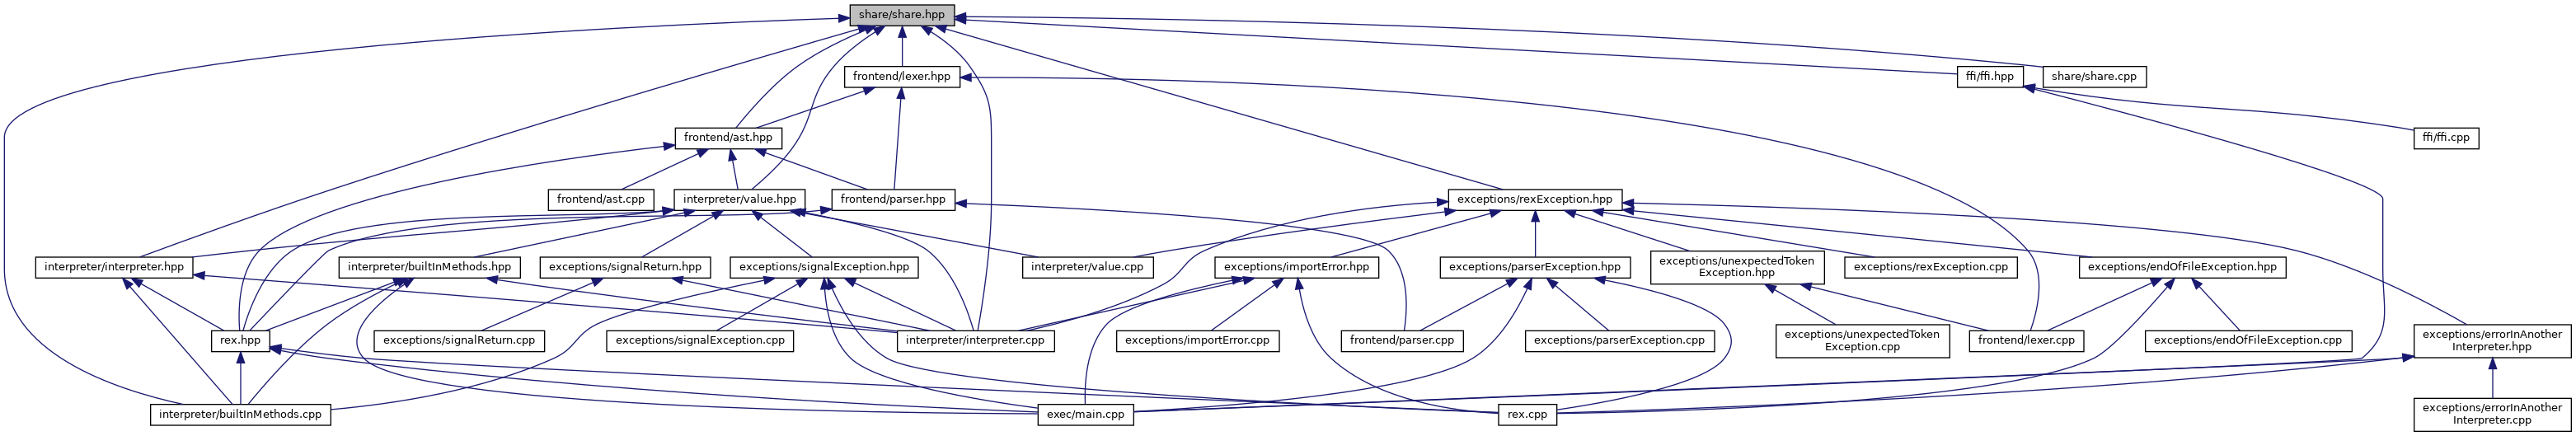 share/share.hpp
frontend/lexer.hpp
ffi/ffi.hpp
share/share.cpp
frontend/ast.hpp
ffi/ffi.cpp
frontend/ast.cpp
interpreter/value.hpp
frontend/parser.hpp
exceptions/rexException.hpp
interpreter/interpreter.hpp
interpreter/builtInMethods.hpp
exceptions/signalReturn.hpp
exceptions/signalException.hpp
interpreter/value.cpp
exceptions/importError.hpp
exceptions/parserException.hpp
exceptions/unexpectedToken
Exception.hpp
exceptions/rexException.cpp
exceptions/endOfFileException.hpp
rex.hpp
exceptions/signalReturn.cpp
exceptions/signalException.cpp
interpreter/interpreter.cpp
exceptions/importError.cpp
frontend/parser.cpp
exceptions/parserException.cpp
exceptions/unexpectedToken
Exception.cpp
frontend/lexer.cpp
exceptions/endOfFileException.cpp
exceptions/errorInAnother
Interpreter.hpp
interpreter/builtInMethods.cpp
exec/main.cpp
rex.cpp
exceptions/errorInAnother
Interpreter.cpp